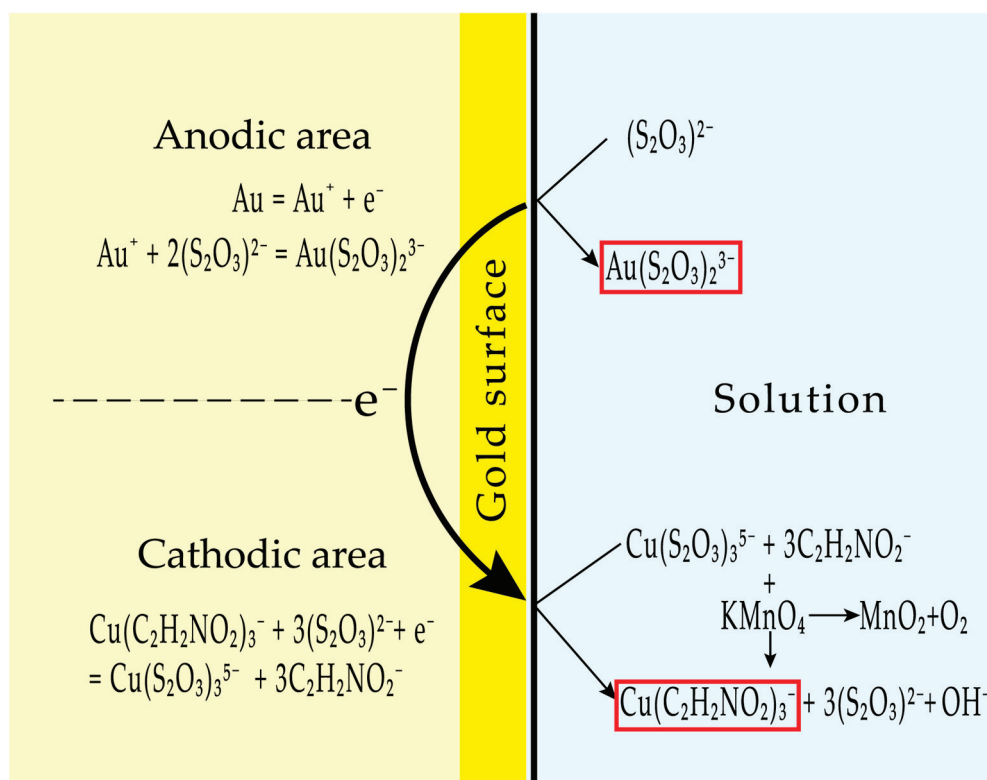 Anodic area
Au = Au⁺ + e⁻
Au⁺ + 2(S₂O₃)²⁻ = Au(S₂O₃)₂³⁻
e⁻
Cathodic area
Cu(C₂H₂NO₂)₃⁻ + 3(S₂O₃)²⁻+ e⁻
= Cu(S₂O₃)₃⁵⁻ + 3C₂H₂NO₂⁻
Gold surface
(S₂O₃)²⁻
Au(S₂O₃)₂³⁻
Solution
Cu(S₂O₃)₃⁵⁻ + 3C₂H₂NO₂⁻
+
KMnO₄ → MnO₂+O₂
Cu(C₂H₂NO₂)₃⁻ + 3(S₂O₃)²⁻+ OH⁻